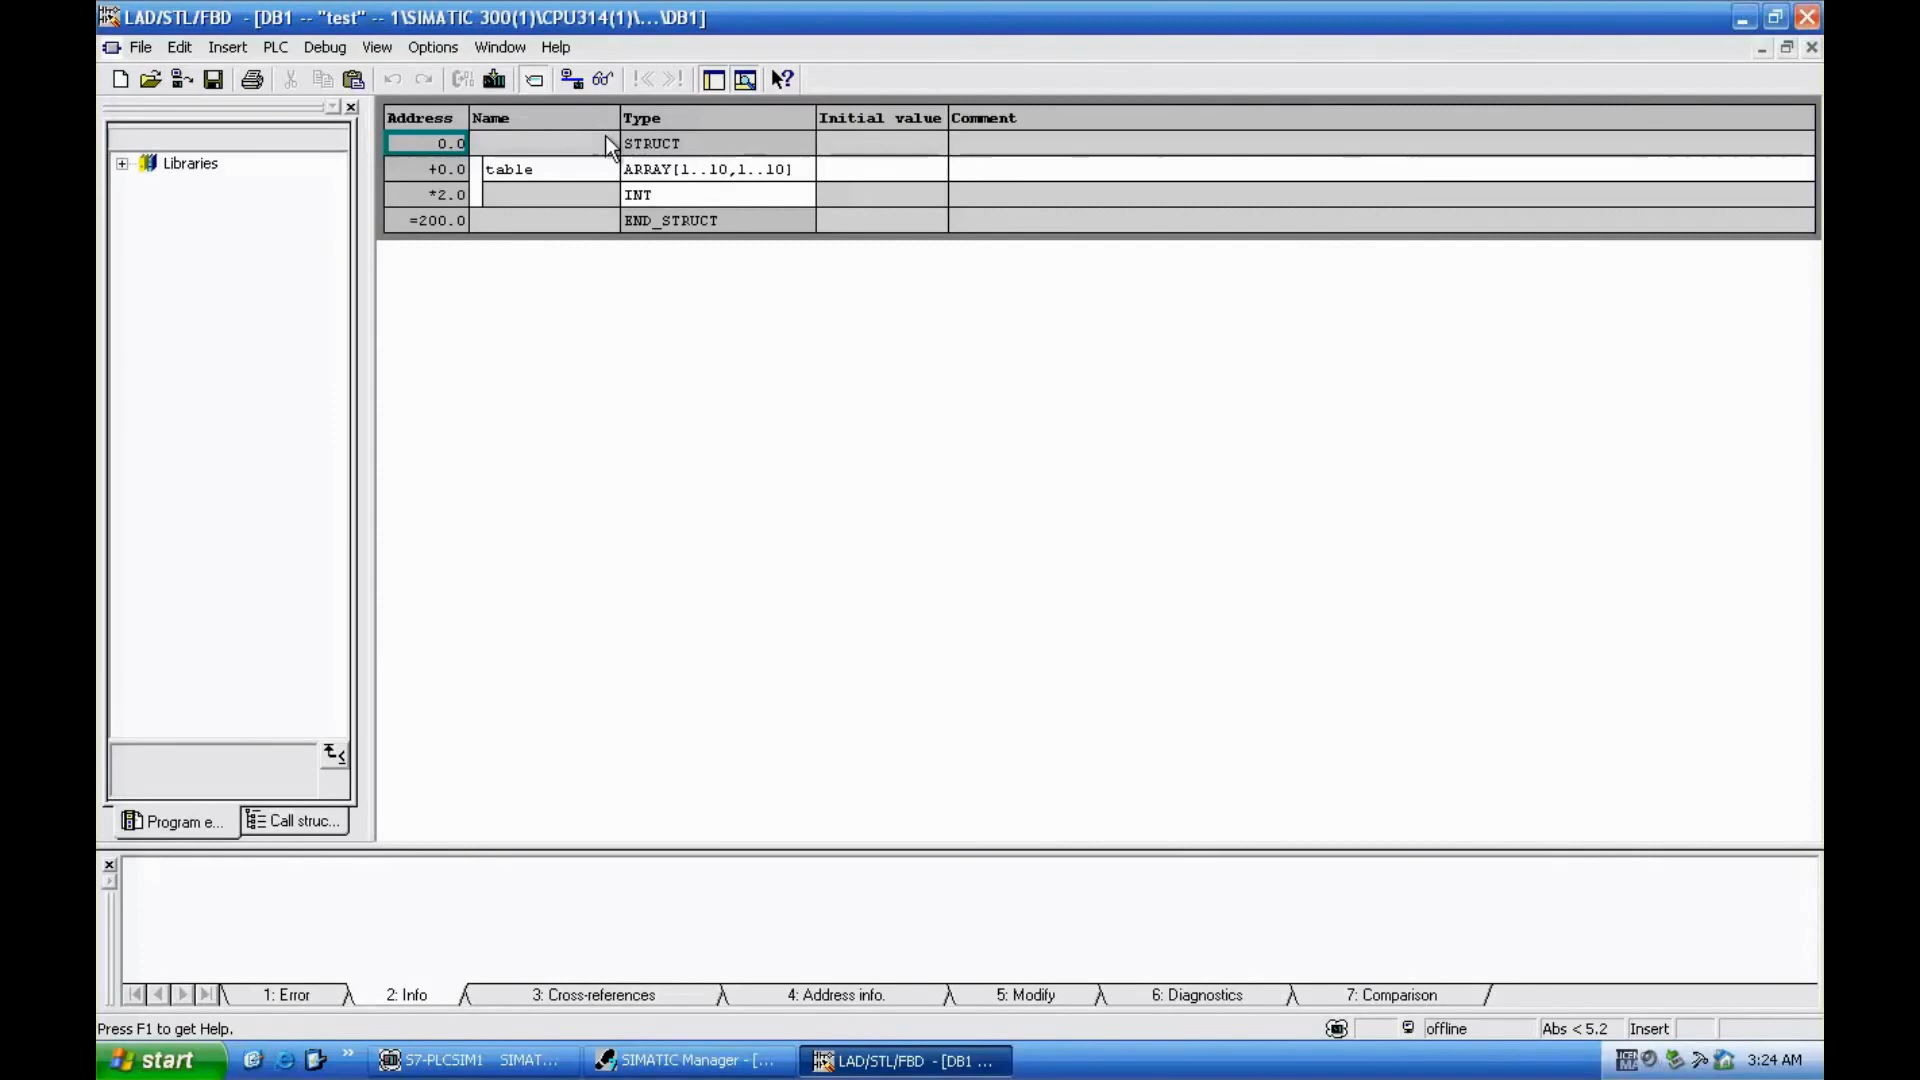 LAD/STL/FBD - [DB1 -- "test" -- 1\SIMATIC 300(1)\CPU314(1)\...\DB1]
File Edit Insert PLC Debug View Options Window Help
Address Name Type Initial value Comment
0.0 STRUCT
+0.0 table ARRAY[1..10,1..10]
*2.0 INT
=200.0 END_STRUCT
Libraries
Program e... Call struc...
1: Error 2: Info 3: Cross-references 4: Address info. 5: Modify 6: Diagnostics 7: Comparison
Press F1 to get Help. offline Abs < 5.2 Insert
start S7-PLCSIM1 SIMAT... SIMATIC Manager - [... LAD/STL/FBD - [DB1 ... 3:24 AM